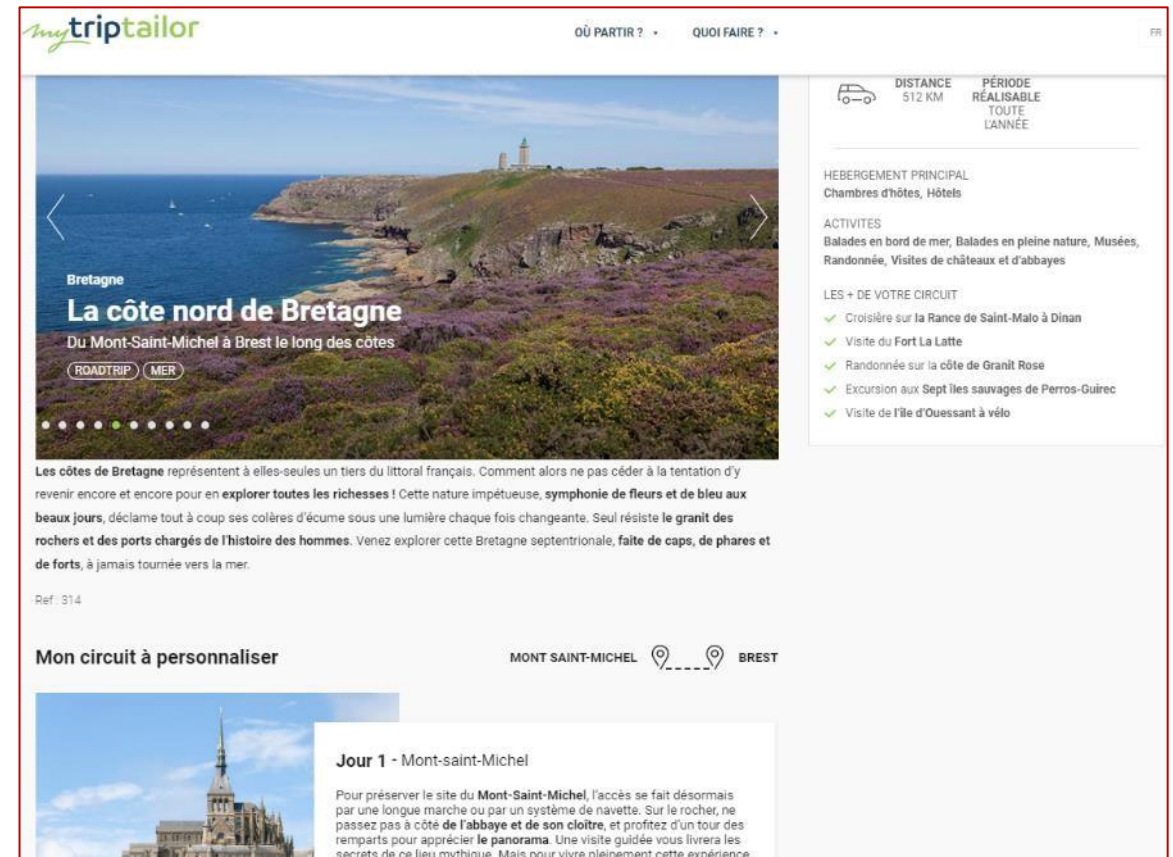 mytriptailor
OÙ PARTIR ?
QUOI FAIRE ?
FR
DISTANCE
512 KM
PÉRIODE
RÉALISABLE
TOUTE
L'ANNÉE
Bretagne
La côte nord de Bretagne
Du Mont-Saint-Michel à Brest le long des côtes
ROADTRIP MER
HEBERGEMENT PRINCIPAL
Chambres d'hôtes, Hôtels
ACTIVITES
Balades en bord de mer, Balades en pleine nature, Musées,
Randonnée, Visites de châteaux et d'abbayes
LES + DE VOTRE CIRCUIT
Croisière sur la Rance de Saint-Malo à Dinan
Visite du Fort La Latte
Randonnée sur la côte de Granit Rose
Excursion aux Sept îles sauvages de Perros-Guirec
Visite de l'île d'Ouessant à vélo
Les côtes de Bretagne représentent à elles-seules un tiers du littoral français. Comment alors ne pas céder à la tentation d'y
revenir encore et encore pour en explorer toutes les richesses ! Cette nature impétueuse, symphonie de fleurs et de bleu aux
beaux jours, déclame tout à coup ses colères d'écume sous une lumière chaque fois changeante. Seul résiste le granit des
rochers et des ports chargés de l'histoire des hommes. Venez explorer cette Bretagne septentrionale, faite de caps, de phares et
de forts, à jamais tournée vers la mer.
Ref : 314
Mon circuit à personnaliser
MONT SAINT-MICHEL
BREST
Jour 1 - Mont-saint-Michel
Pour préserver le site du Mont-Saint-Michel, l'accès se fait désormais
par une longue marche ou par un système de navette. Sur le rocher, ne
passez pas à côté de l'abbaye et de son cloître, et profitez d'un tour des
remparts pour apprécier le panorama. Une visite guidée vous livrera les
secrets de ce lieu mythique. Mais pour vivre pleinement cette expérience